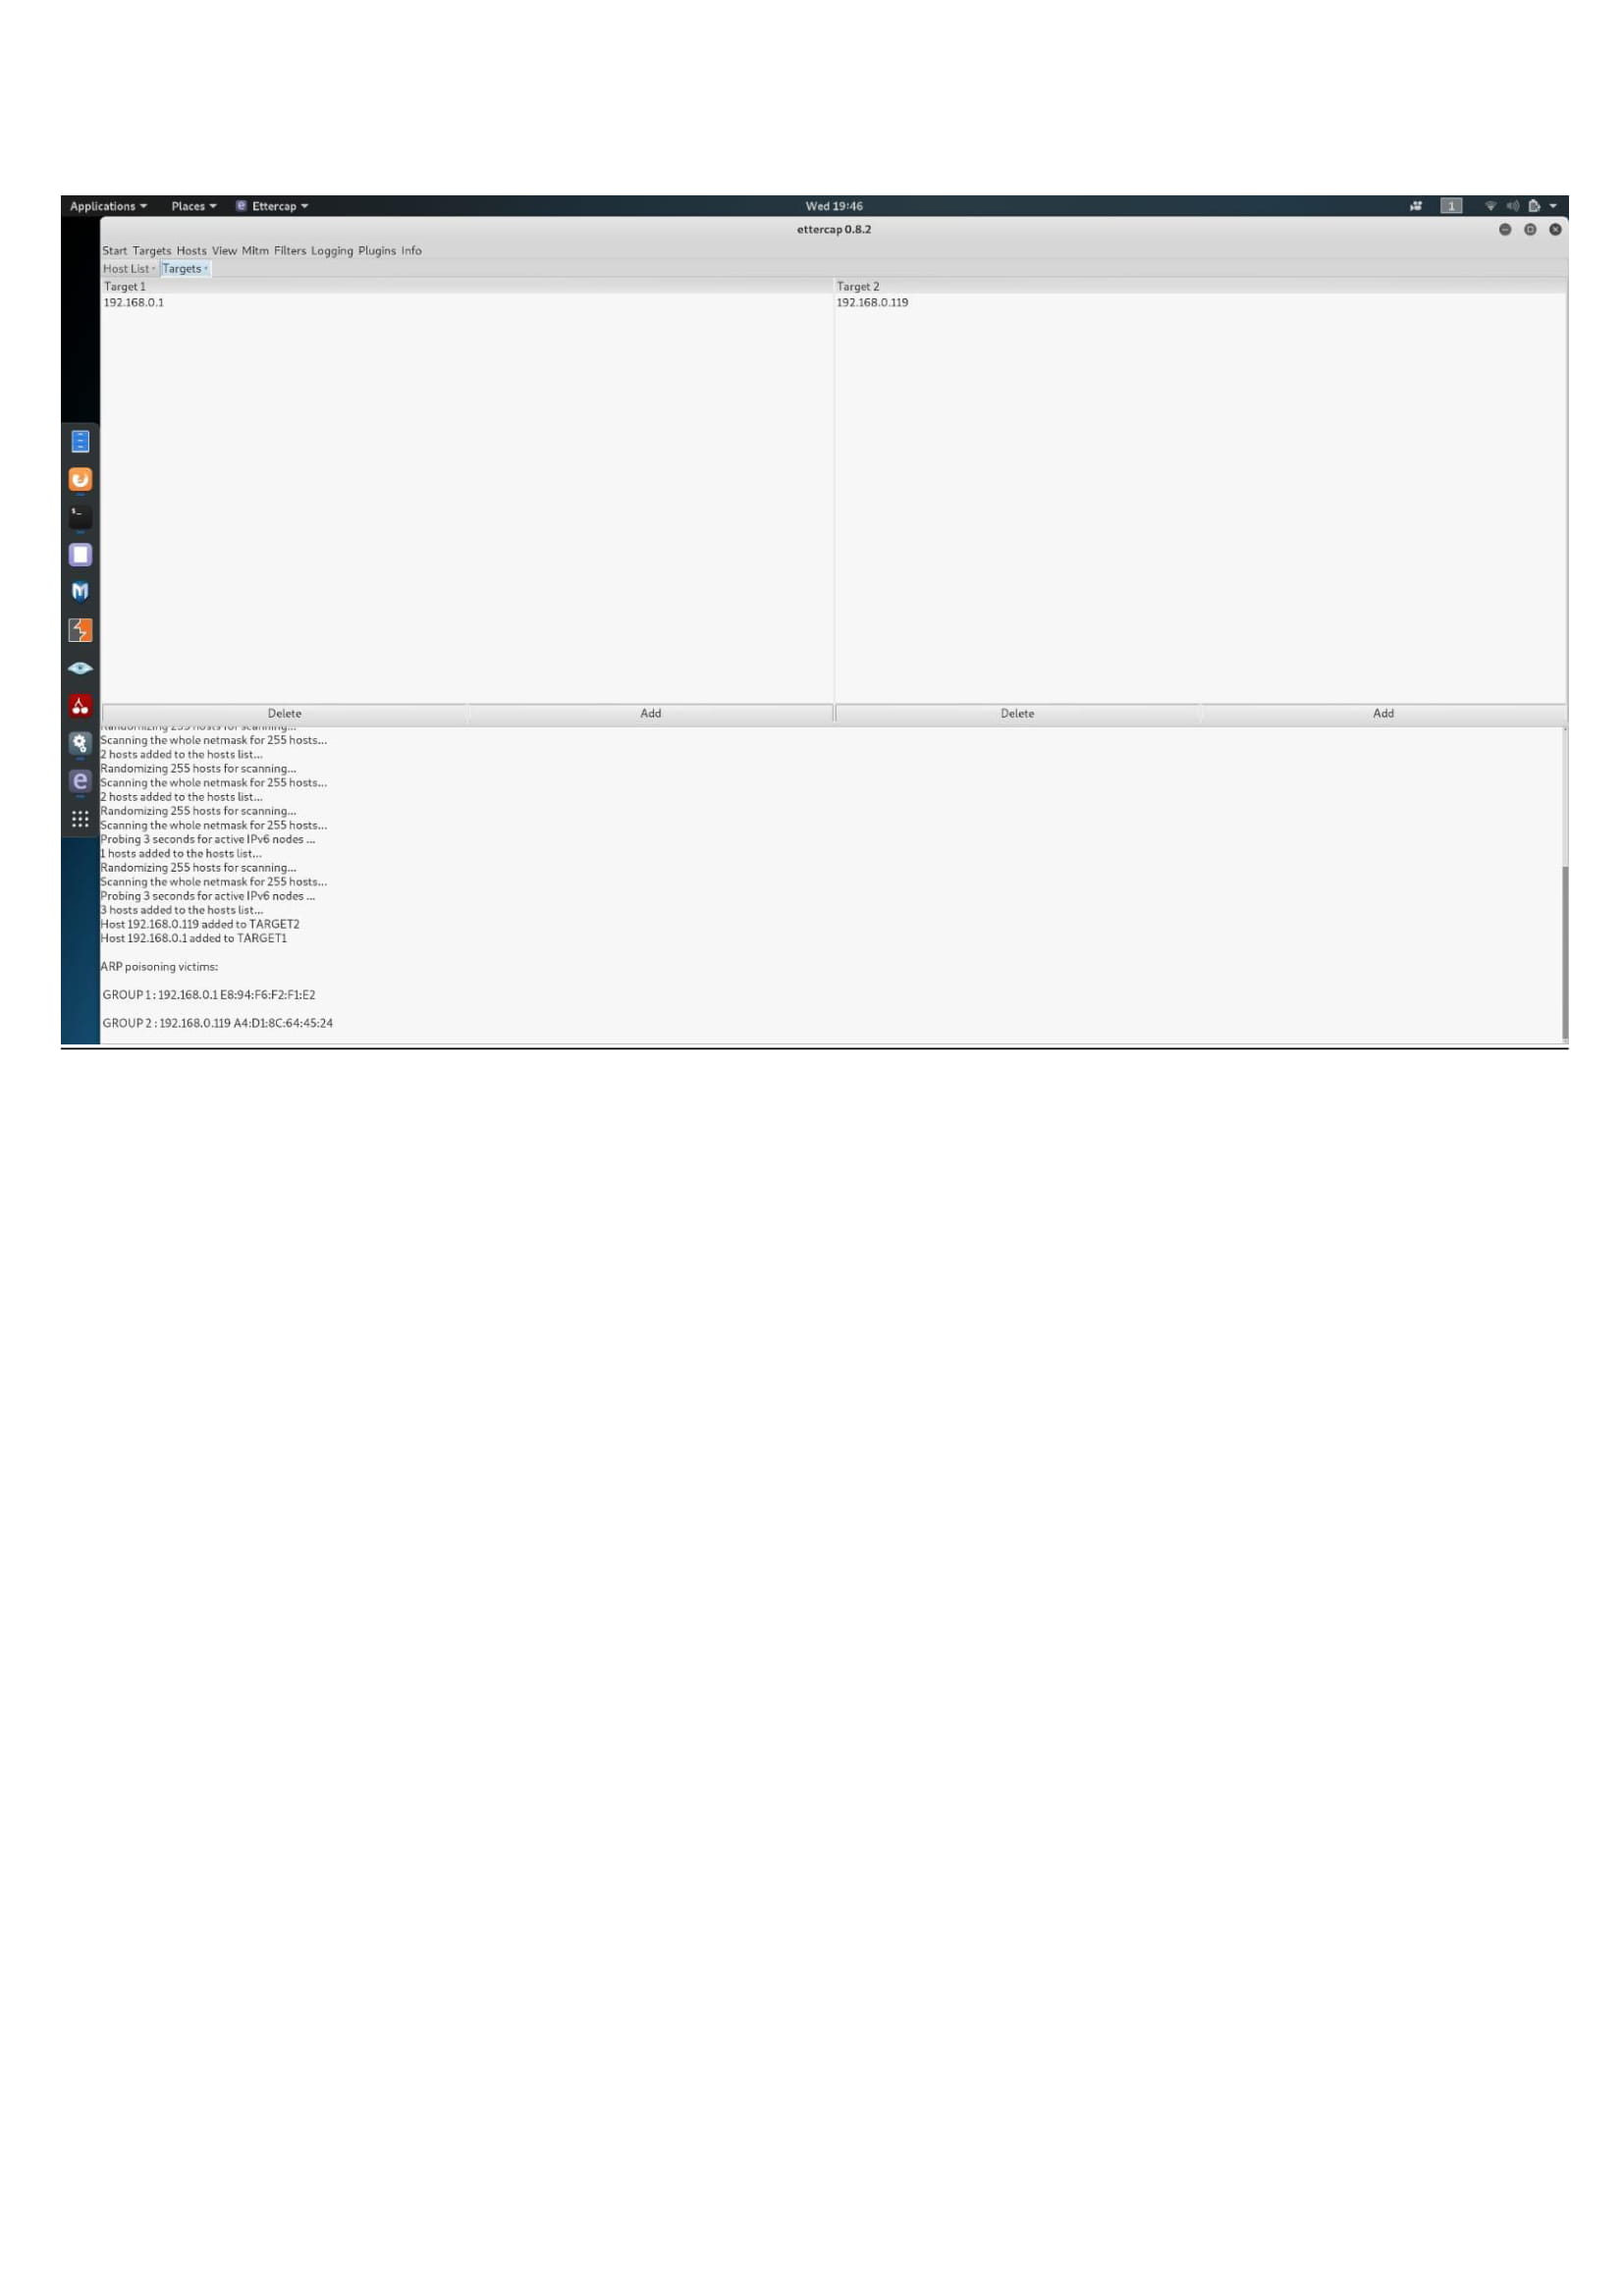 Applications Places Ettercap Wed 19:46 1
ettercap 0.8.2
Start Targets Hosts View Mitm Filters Logging Plugins Info
Host List Targets
Target 1 Target 2
192.168.0.1 192.168.0.119
Delete Add Delete Add
Randomizing 255 hosts for scanning...
Scanning the whole netmask for 255 hosts...
2 hosts added to the hosts list...
Randomizing 255 hosts for scanning...
Scanning the whole netmask for 255 hosts...
2 hosts added to the hosts list...
Randomizing 255 hosts for scanning...
Scanning the whole netmask for 255 hosts...
Probing 3 seconds for active IPv6 nodes ...
1 hosts added to the hosts list...
Randomizing 255 hosts for scanning...
Scanning the whole netmask for 255 hosts...
Probing 3 seconds for active IPv6 nodes ...
3 hosts added to the hosts list...
Host 192.168.0.119 added to TARGET2
Host 192.168.0.1 added to TARGET1
ARP poisoning victims:
GROUP 1 : 192.168.0.1 E8:94:F6:F2:F1:E2
GROUP 2 : 192.168.0.119 A4:D1:8C:64:45:24